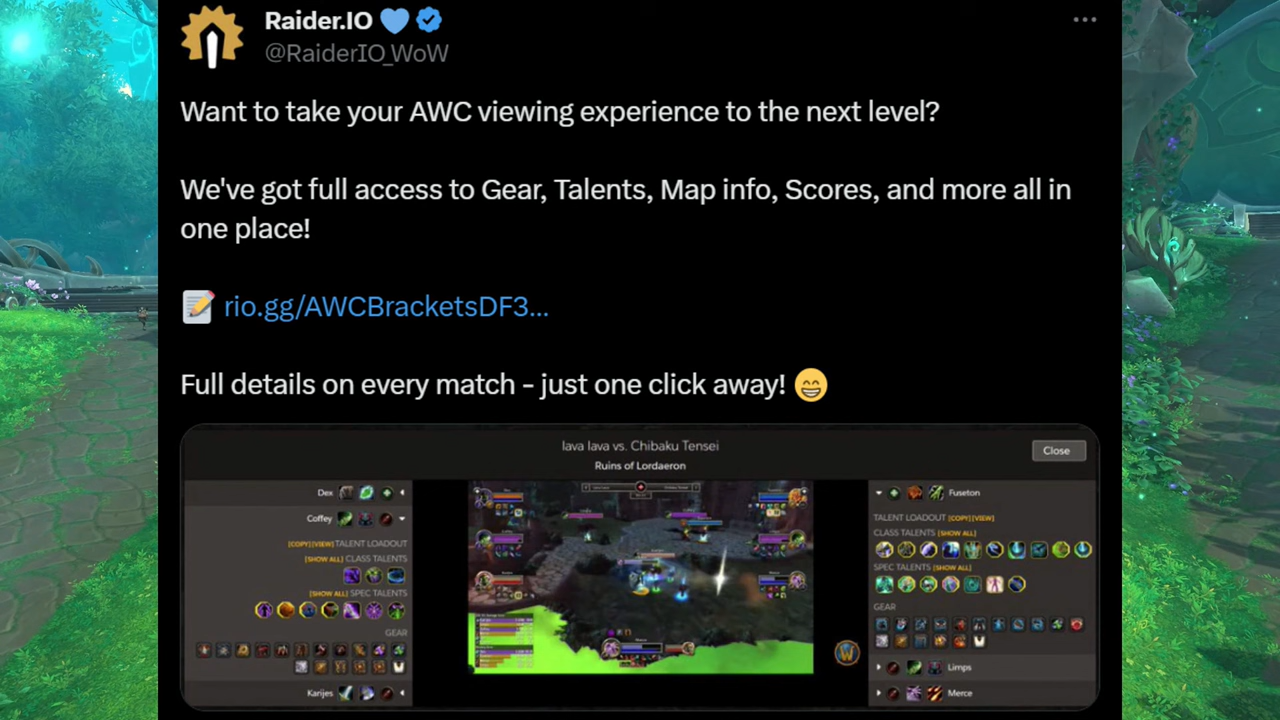 Raider.IO
@RaiderIO_WoW
Want to take your AWC viewing experience to the next level?
We've got full access to Gear, Talents, Map info, Scores, and more all in
one place!
rio.gg/AWCBracketsDF3...
Full details on every match - just one click away!
lava lava vs. Chibaku Tensei
Close
Ruins of Lordaeron
Dex
Coffey
[COPY][VIEW] TALENT LOADOUT
[SHOW ALL] CLASS TALENTS
[SHOW ALL] SPEC TALENTS
GEAR
Karijes
Fuseton
TALENT LOADOUT [COPY][VIEW]
CLASS TALENTS [SHOW ALL]
SPEC TALENTS [SHOW ALL]
GEAR
Limps
Merce